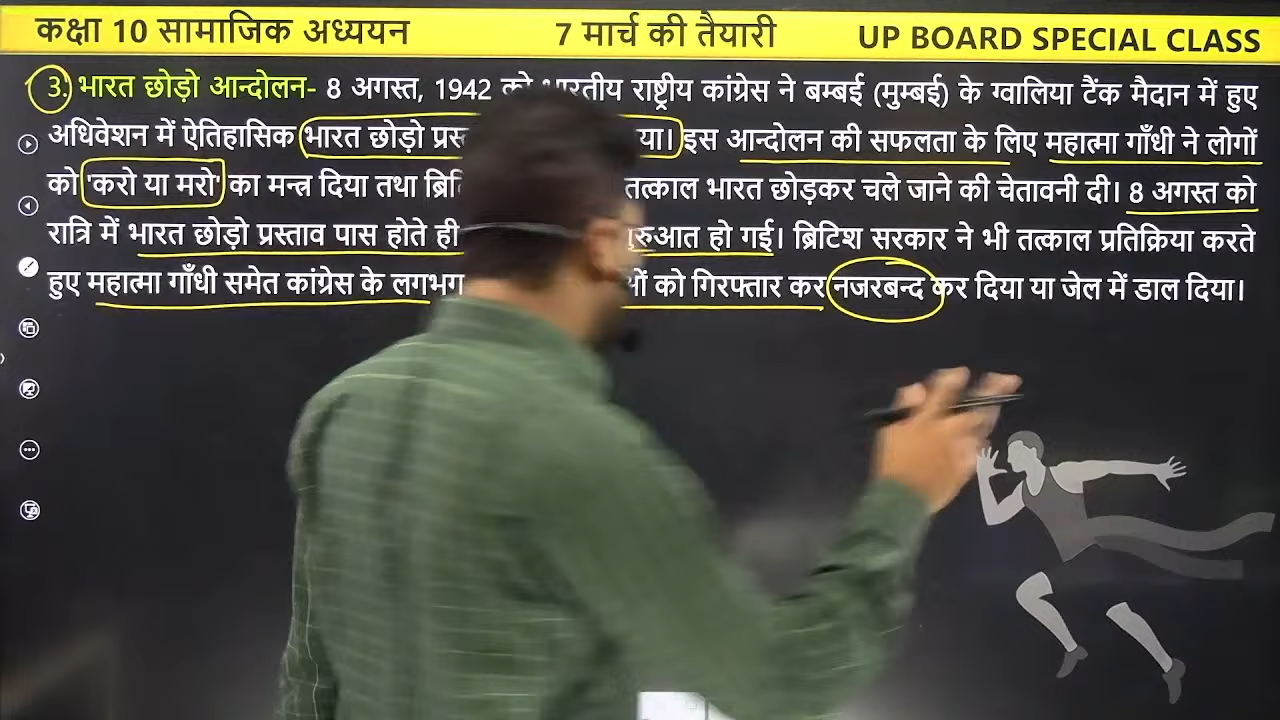 कक्षा 10 सामाजिक अध्ययन 7 मार्च की तैयारी UP BOARD SPECIAL CLASS
3. भारत छोड़ो आन्दोलन- 8 अगस्त, 1942 को भारतीय राष्ट्रीय कांग्रेस ने बम्बई (मुम्बई) के ग्वालिया टैंक मैदान में हुए
अधिवेशन में ऐतिहासिक भारत छोड़ो इस आन्दोलन की सफलता के लिए महात्मा गाँधी ने लोगों
को 'करो या मरो' का मन्त्र दिया तथा तत्काल भारत छोड़कर चले जाने की चेतावनी दी। 8 अगस्त को
रात्रि में भारत छोड़ो प्रस्ताव पास होते ही हो गई। ब्रिटिश सरकार ने भी तत्काल प्रतिक्रिया करते
हुए महात्मा गाँधी समेत कांग्रेस के लगभग को गिरफ्तार कर नजरबन्द कर दिया या जेल में डाल दिया।